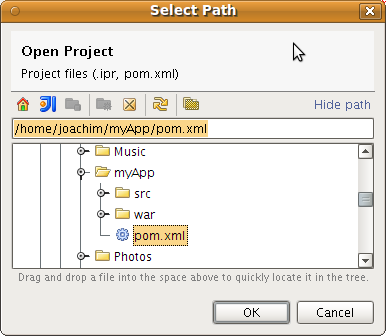 Select Path
Open Project
Project files (.ipr, pom.xml)
Hide path
/home/joachim/myApp/pom.xml
Music
myApp
src
war
pom.xml
Photos
Drag and drop a file into the space above to quickly locate it in the tree.
OK
Cancel